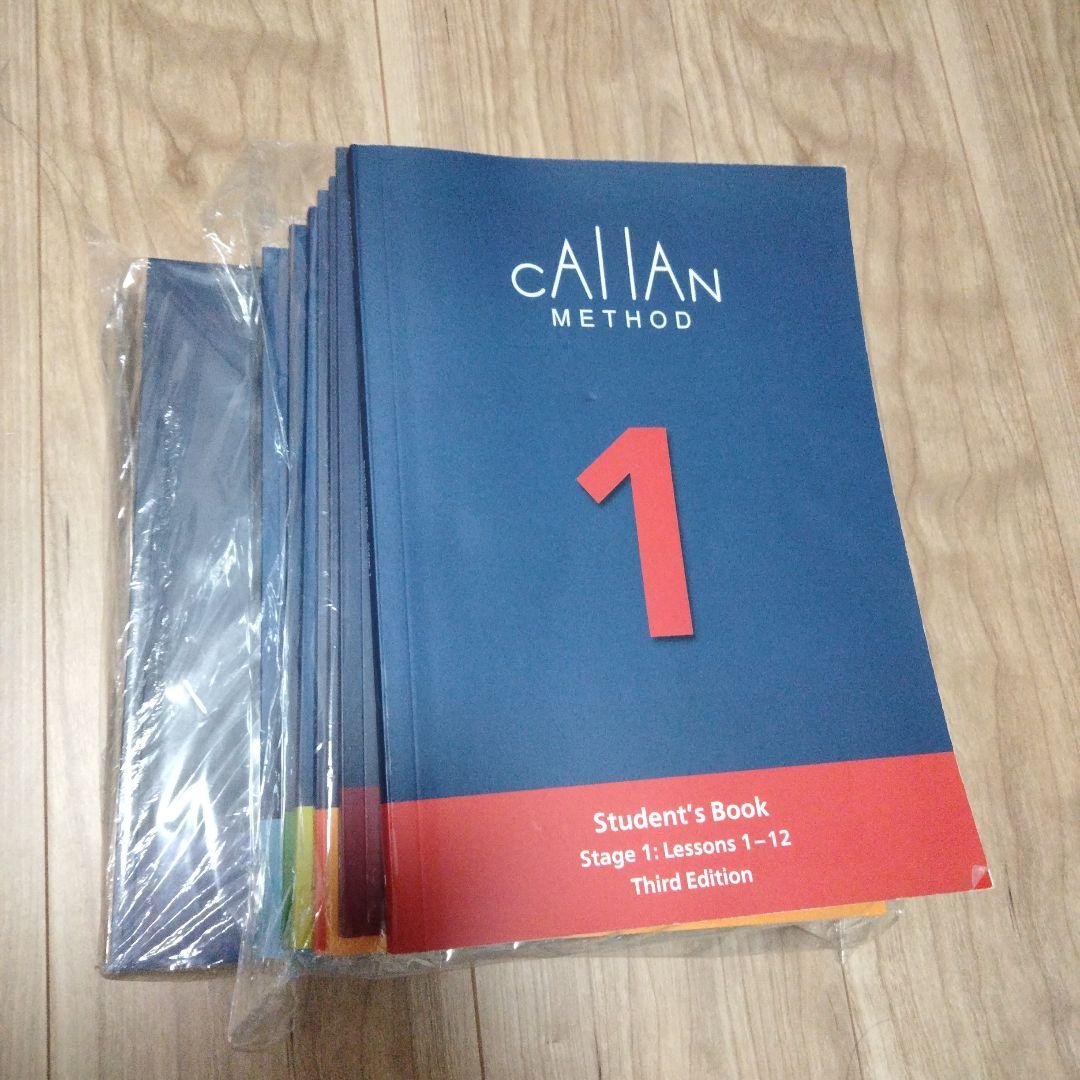 CALLAN
METHOD
1
Student's Book
Stage 1: Lessons 1–12
Third Edition